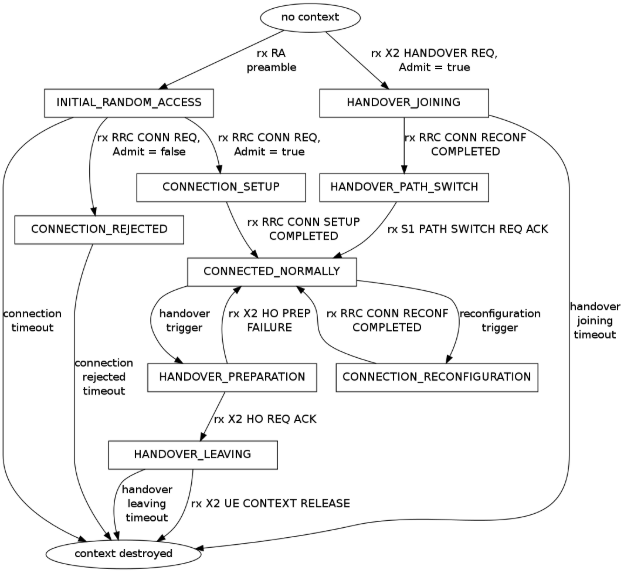 no context
rx RA
preamble
rx X2 HANDOVER REQ,
Admit = true
INITIAL_RANDOM_ACCESS
HANDOVER_JOINING
rx RRC CONN REQ,
Admit = false
rx RRC CONN REQ,
Admit = true
rx RRC CONN RECONF
COMPLETED
CONNECTION_SETUP
HANDOVER_PATH_SWITCH
CONNECTION_REJECTED
rx RRC CONN SETUP
COMPLETED
rx S1 PATH SWITCH REQ ACK
CONNECTED_NORMALLY
connection
timeout
handover
trigger
rx X2 HO PREP
FAILURE
rx RRC CONN RECONF
COMPLETED
reconfiguration
trigger
handover
joining
timeout
connection
rejected
timeout
HANDOVER_PREPARATION
CONNECTION_RECONFIGURATION
rx X2 HO REQ ACK
HANDOVER_LEAVING
handover
leaving
timeout
rx X2 UE CONTEXT RELEASE
context destroyed